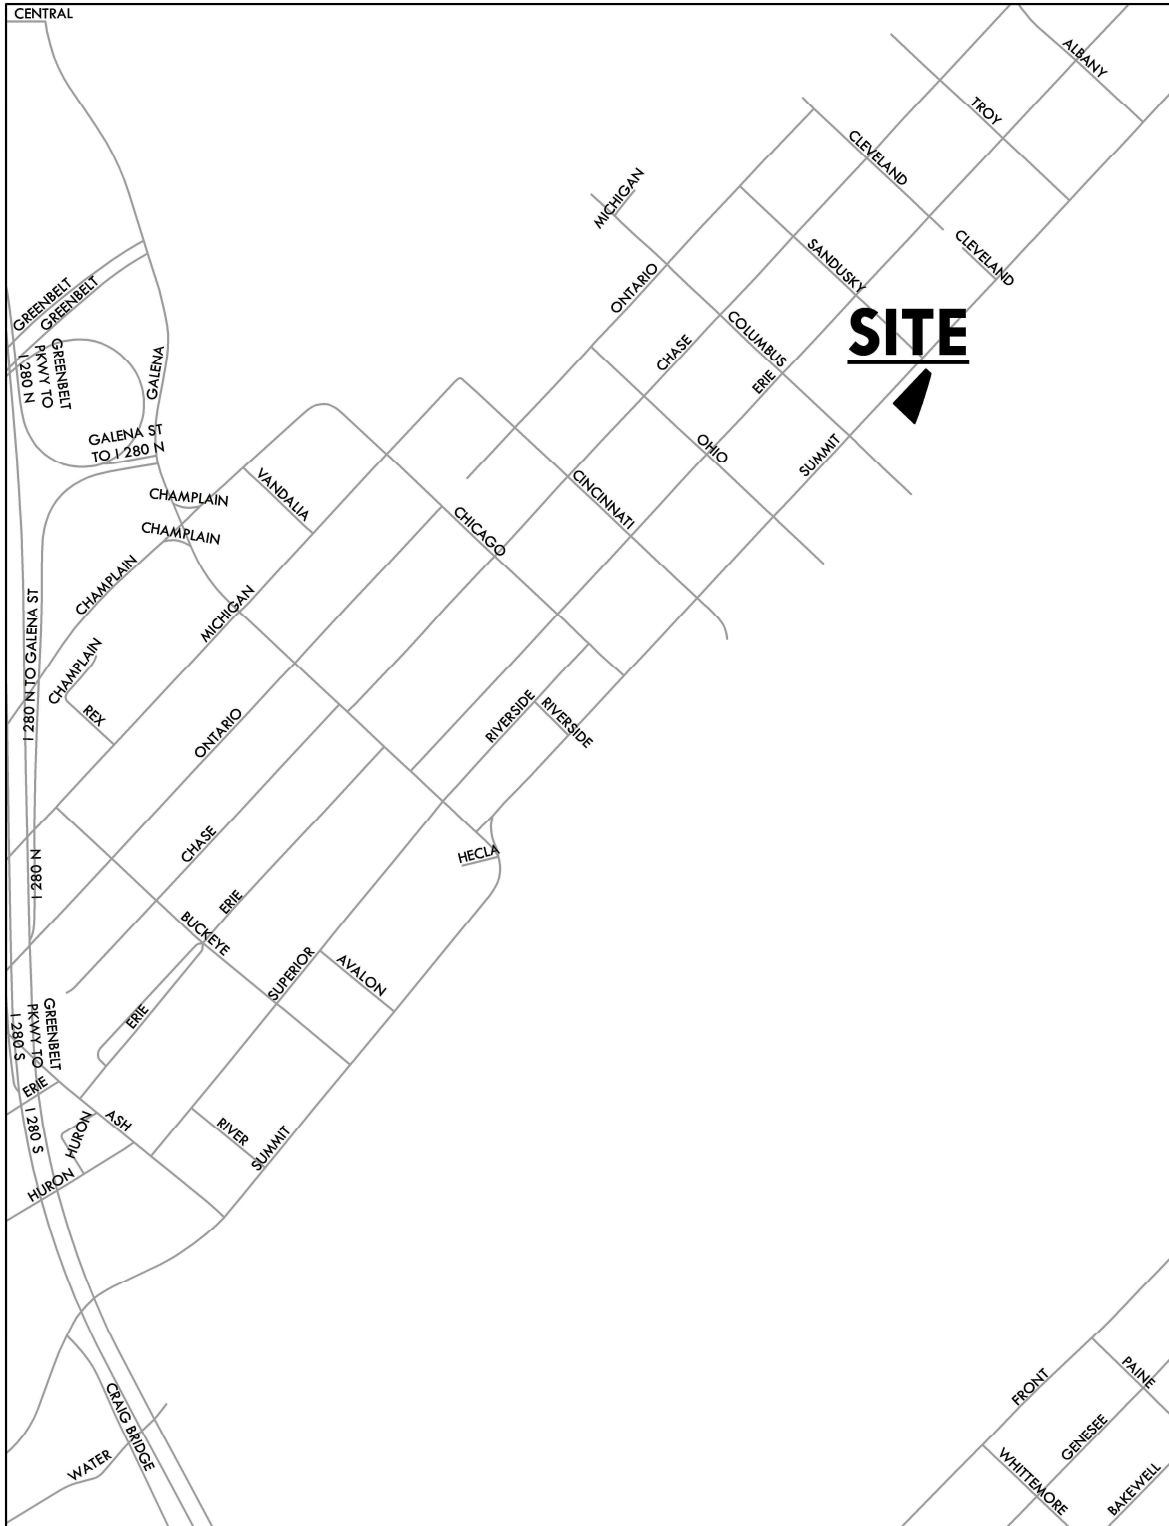 CENTRAL
ALBANY
TROY
CLEVELAND
MICHIGAN
CLEVELAND
SANDUSKY
ONTARIO
GREENBELT
GREENBELT
SITE
COLUMBUS
CHASE
ERIE
GREENBELT
PKWY TO
I 280 N
GALENA
GALENA ST
TO I 280 N
OHIO
SUMMIT
VANDALIA
CINCINNATI
CHAMPLAIN
CHICAGO
CHAMPLAIN
CHAMPLAIN
MICHIGAN
I 280 N TO GALENA ST
CHAMPLAIN
REX
ONTARIO
RIVERSIDE
RIVERSIDE
CHASE
HECLA
I 280 N
ERIE
BUCKEYE
SUPERIOR
AVALON
ERIE
GREENBELT
PKWY TO
I 280 S
ERIE
I 280 S
HURON
ASH
RIVER
SUMMIT
HURON
CRAIG BRIDGE
WATER
FRONT
PAINE
GENESEE
WHITTEMORE
BAKEWELL